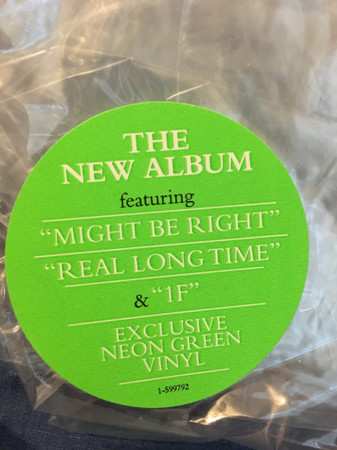 THE
NEW ALBUM
featuring
“MIGHT BE RIGHT”
“REAL LONG TIME”
& “1F”
EXCLUSIVE
NEON GREEN
VINYL
1-599792